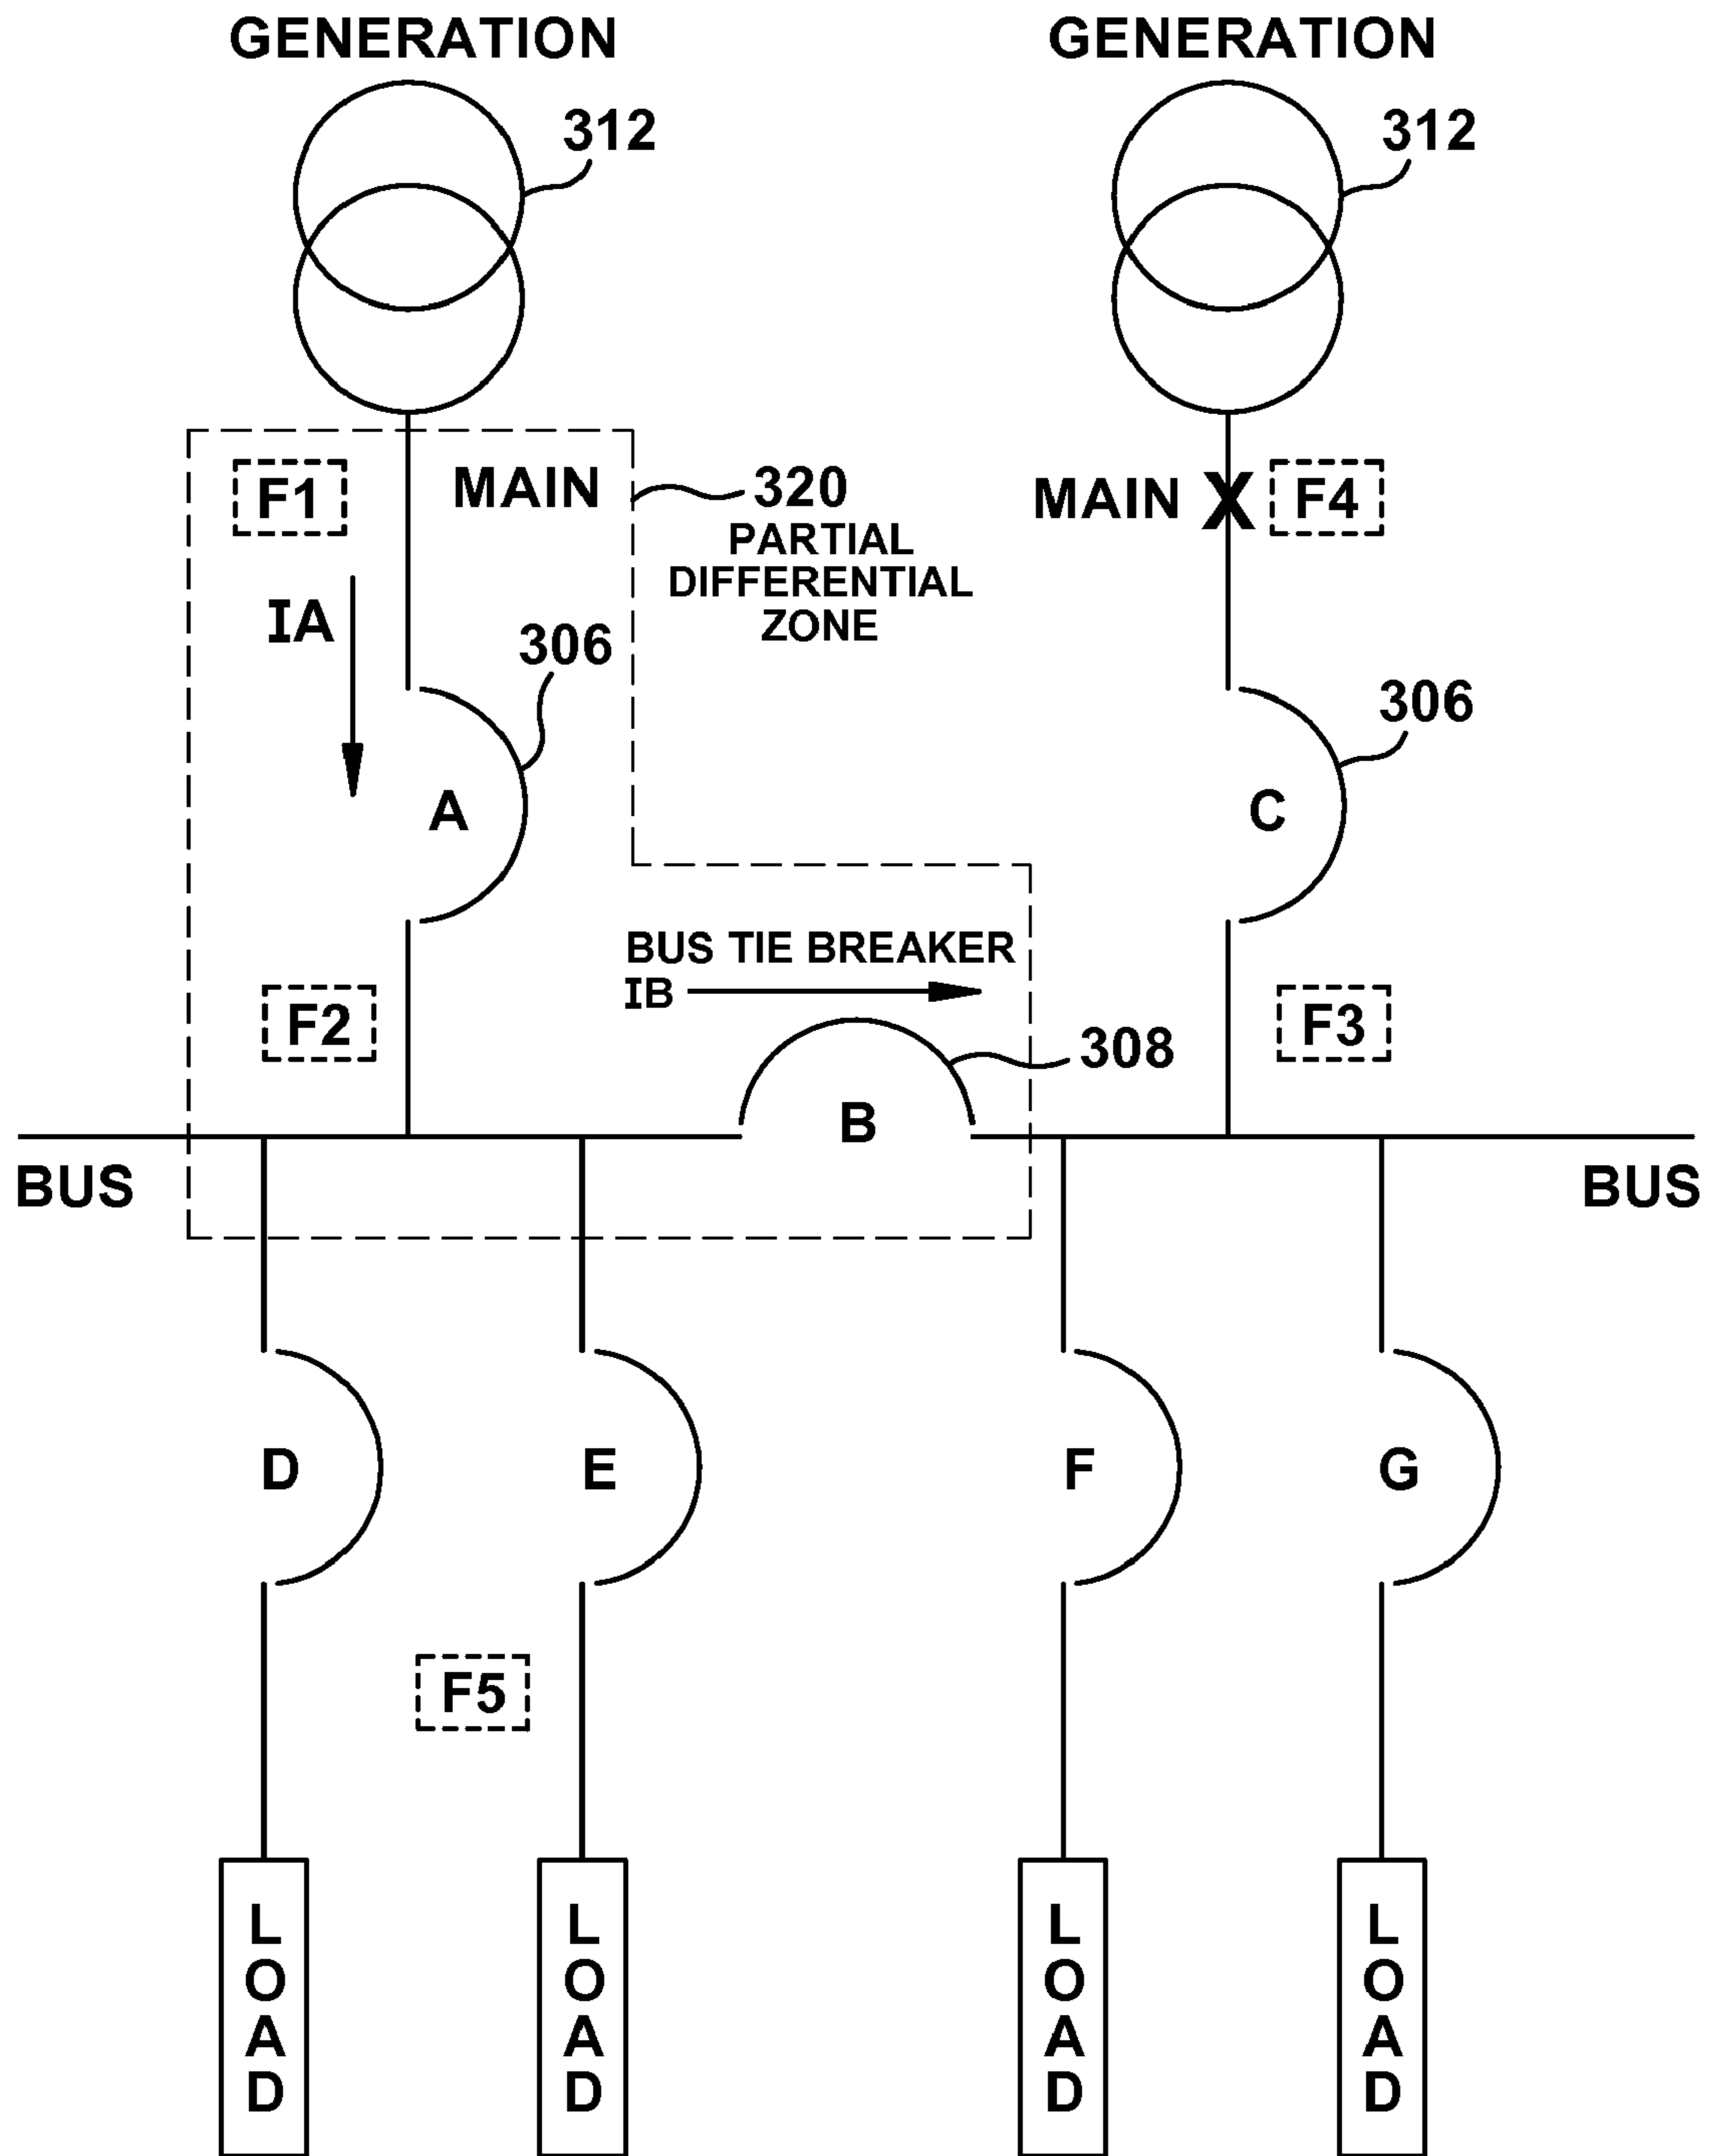 GENERATION
GENERATION
312
312
F1
MAIN
320
PARTIAL
DIFFERENTIAL
ZONE
MAIN X F4
IA
306
306
A
C
BUS TIE BREAKER
IB
F2
F3
308
B
BUS
BUS
D
E
F
G
F5
LOAD
LOAD
LOAD
LOAD